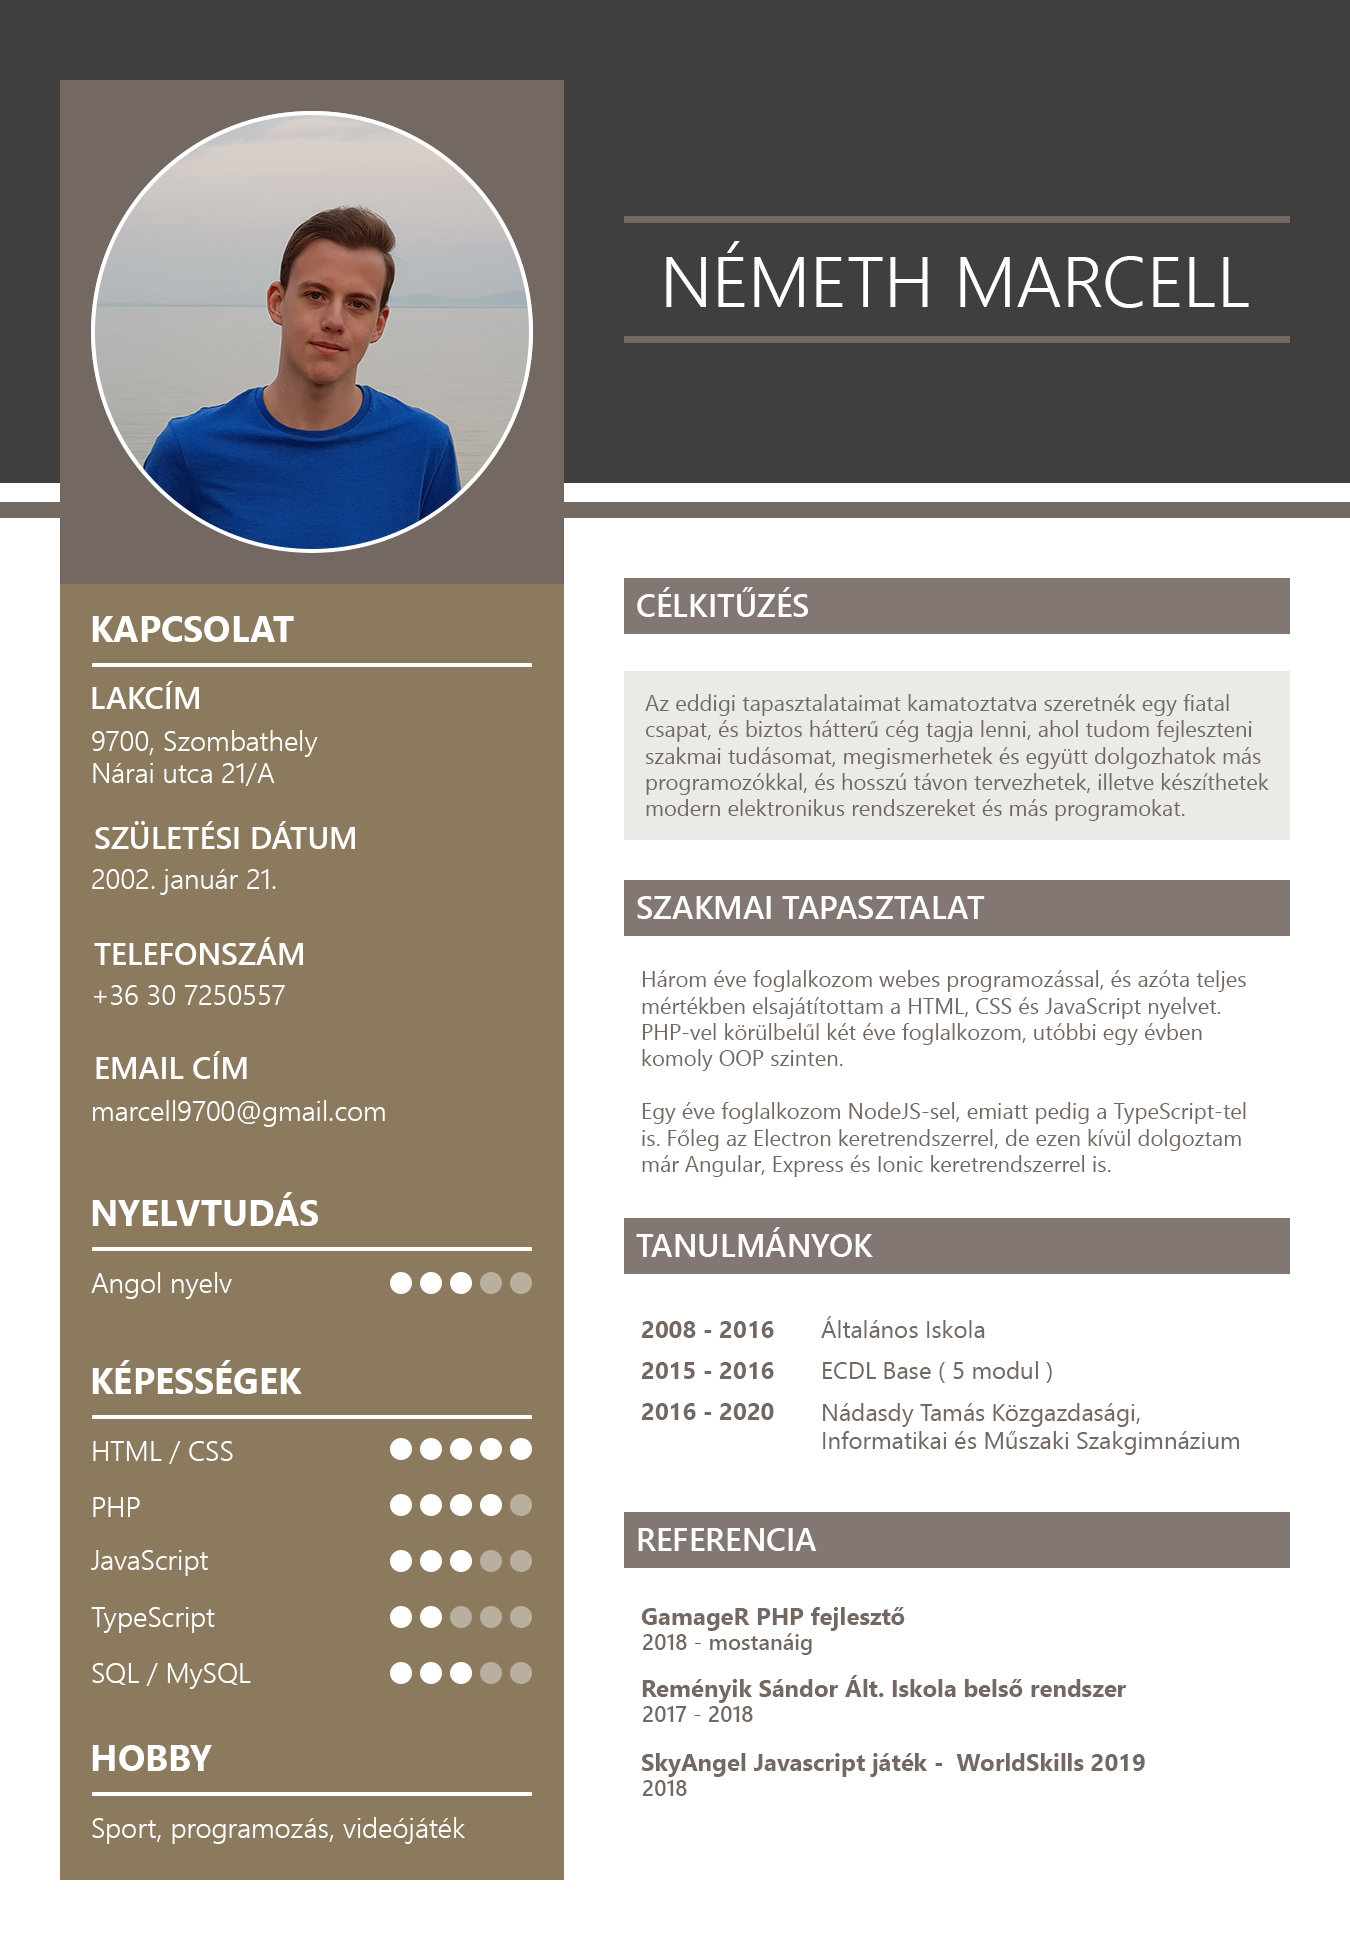 NÉMETH MARCELL
KAPCSOLAT
LAKCÍM
9700, Szombathely
Nárai utca 21/A
SZÜLETÉSI DÁTUM
2002. január 21.
TELEFONSZÁM
+36 30 7250557
EMAIL CÍM
marcell9700@gmail.com
NYELVTUDÁS
Angol nyelv
KÉPESSÉGEK
HTML / CSS
PHP
JavaScript
TypeScript
SQL / MySQL
HOBBY
Sport, programozás, videójáték
CÉLKITŰZÉS
Az eddigi tapasztalataimat kamatoztatva szeretnék egy fiatal
csapat, és biztos hátterű cég tagja lenni, ahol tudom fejleszteni
szakmai tudásomat, megismerhetek és együtt dolgozhatok más
programozókkal, és hosszú távon tervezhetek, illetve készíthetek
modern elektronikus rendszereket és más programokat.
SZAKMAI TAPASZTALAT
Három éve foglalkozom webes programozással, és azóta teljes
mértékben elsajátítottam a HTML, CSS és JavaScript nyelvet.
PHP-vel körülbelűl két éve foglalkozom, utóbbi egy évben
komoly OOP szinten.
Egy éve foglalkozom NodeJS-sel, emiatt pedig a TypeScript-tel
is. Főleg az Electron keretrendszerrel, de ezen kívül dolgoztam
már Angular, Express és Ionic keretrendszerrel is.
TANULMÁNYOK
2008 - 2016 Általános Iskola
2015 - 2016 ECDL Base ( 5 modul )
2016 - 2020 Nádasdy Tamás Közgazdasági,
Informatikai és Műszaki Szakgimnázium
REFERENCIA
GamageR PHP fejlesztő
2018 - mostanáig
Reményik Sándor Ált. Iskola belső rendszer
2017 - 2018
SkyAngel Javascript játék -  WorldSkills 2019
2018